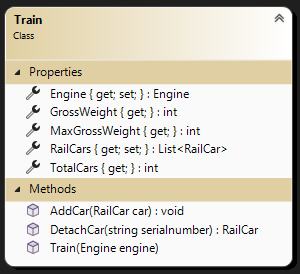 Train
Class
Properties
Engine { get; set; } : Engine
GrossWeight { get; } : int
MaxGrossWeight { get; } : int
RailCars { get; set; } : List<RailCar>
TotalCars { get; } : int
Methods
AddCar(RailCar car) : void
DetachCar(string serialnumber) : RailCar
Train(Engine engine)